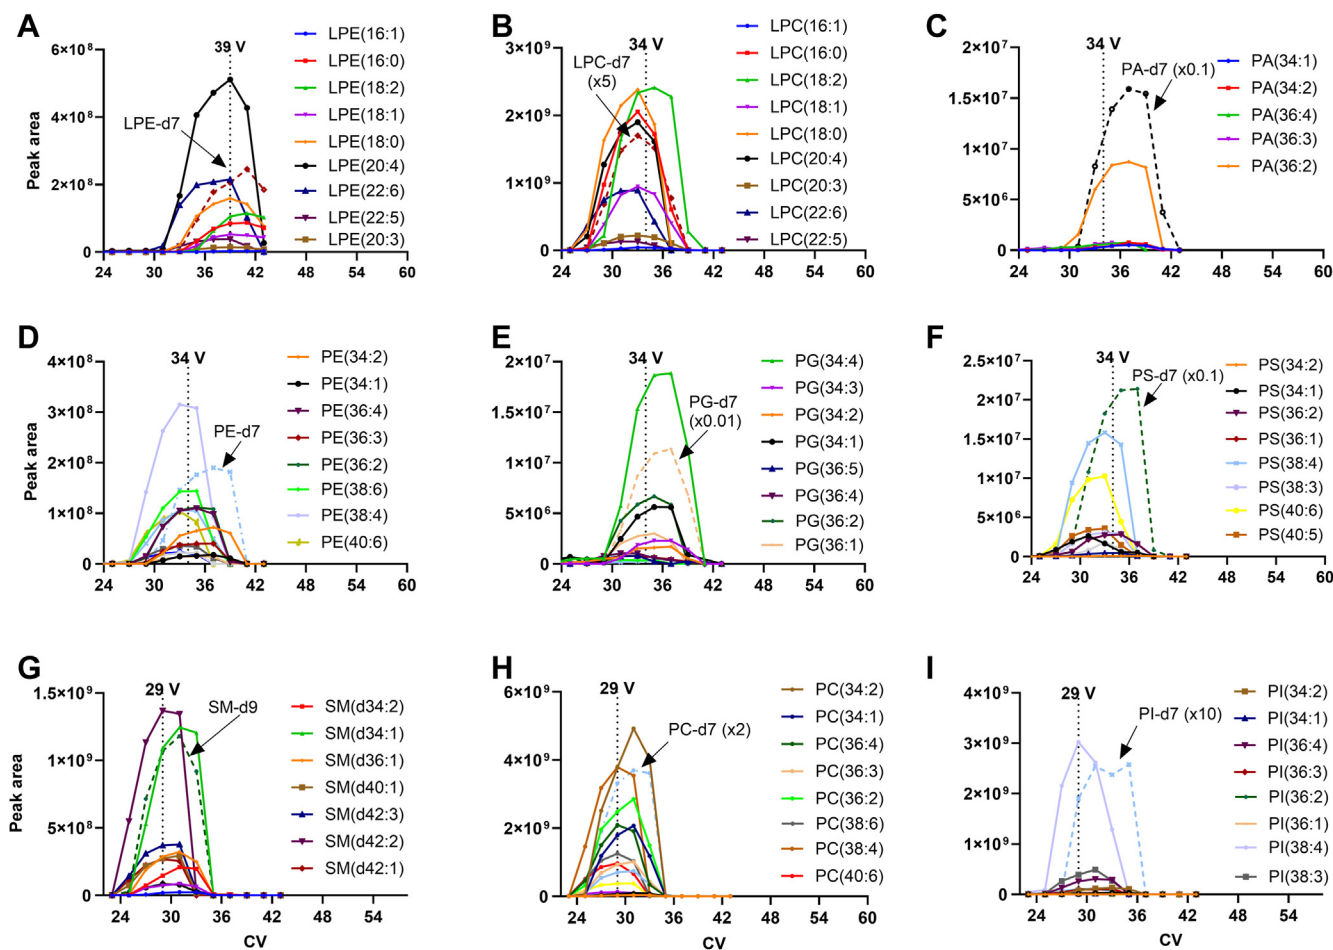 A
39 V
6×10⁸
4×10⁸
2×10⁸
0
Peak area
LPE-d7
24 30 36 42 48 54 60
LPE(16:1)
LPE(16:0)
LPE(18:2)
LPE(18:1)
LPE(18:0)
LPE(20:4)
LPE(22:6)
LPE(22:5)
LPE(20:3)
B
34 V
3×10⁹
2×10⁹
1×10⁹
0
LPC-d7
(x5)
24 30 36 42 48 54 60
LPC(16:1)
LPC(16:0)
LPC(18:2)
LPC(18:1)
LPC(18:0)
LPC(20:4)
LPC(20:3)
LPC(22:6)
LPC(22:5)
C
34 V
2×10⁷
1.5×10⁷
1×10⁷
5×10⁶
0
PA-d7 (x0.1)
24 30 36 42 48 54 60
PA(34:1)
PA(34:2)
PA(36:4)
PA(36:3)
PA(36:2)
D
34 V
4×10⁸
3×10⁸
2×10⁸
1×10⁸
0
Peak area
PE-d7
24 30 36 42 48 54 60
PE(34:2)
PE(34:1)
PE(36:4)
PE(36:3)
PE(36:2)
PE(38:6)
PE(38:4)
PE(40:6)
E
34 V
2×10⁷
1.5×10⁷
1×10⁷
5×10⁶
0
PG-d7
(x0.01)
24 30 36 42 48 54 60
PG(34:4)
PG(34:3)
PG(34:2)
PG(34:1)
PG(36:5)
PG(36:4)
PG(36:2)
PG(36:1)
F
34 V
2.5×10⁷
2×10⁷
1.5×10⁷
1×10⁷
5×10⁶
0
PS-d7 (x0.1)
24 30 36 42 48 54 60
PS(34:2)
PS(34:1)
PS(36:2)
PS(36:1)
PS(38:4)
PS(38:3)
PS(40:6)
PS(40:5)
G
29 V
1.5×10⁹
1×10⁹
5×10⁸
0
Peak area
SM-d9
24 30 36 42 48 54
CV
SM(d34:2)
SM(d34:1)
SM(d36:1)
SM(d40:1)
SM(d42:3)
SM(d42:2)
SM(d42:1)
H
29 V
6×10⁹
4×10⁹
2×10⁹
0
PC-d7 (x2)
24 30 36 42 48 54 60
CV
PC(34:2)
PC(34:1)
PC(36:4)
PC(36:3)
PC(36:2)
PC(38:6)
PC(38:4)
PC(40:6)
I
29 V
4×10⁹
3×10⁹
2×10⁹
1×10⁹
0
PI-d7 (x10)
24 30 36 42 48 54
CV
PI(34:2)
PI(34:1)
PI(36:4)
PI(36:3)
PI(36:2)
PI(36:1)
PI(38:4)
PI(38:3)